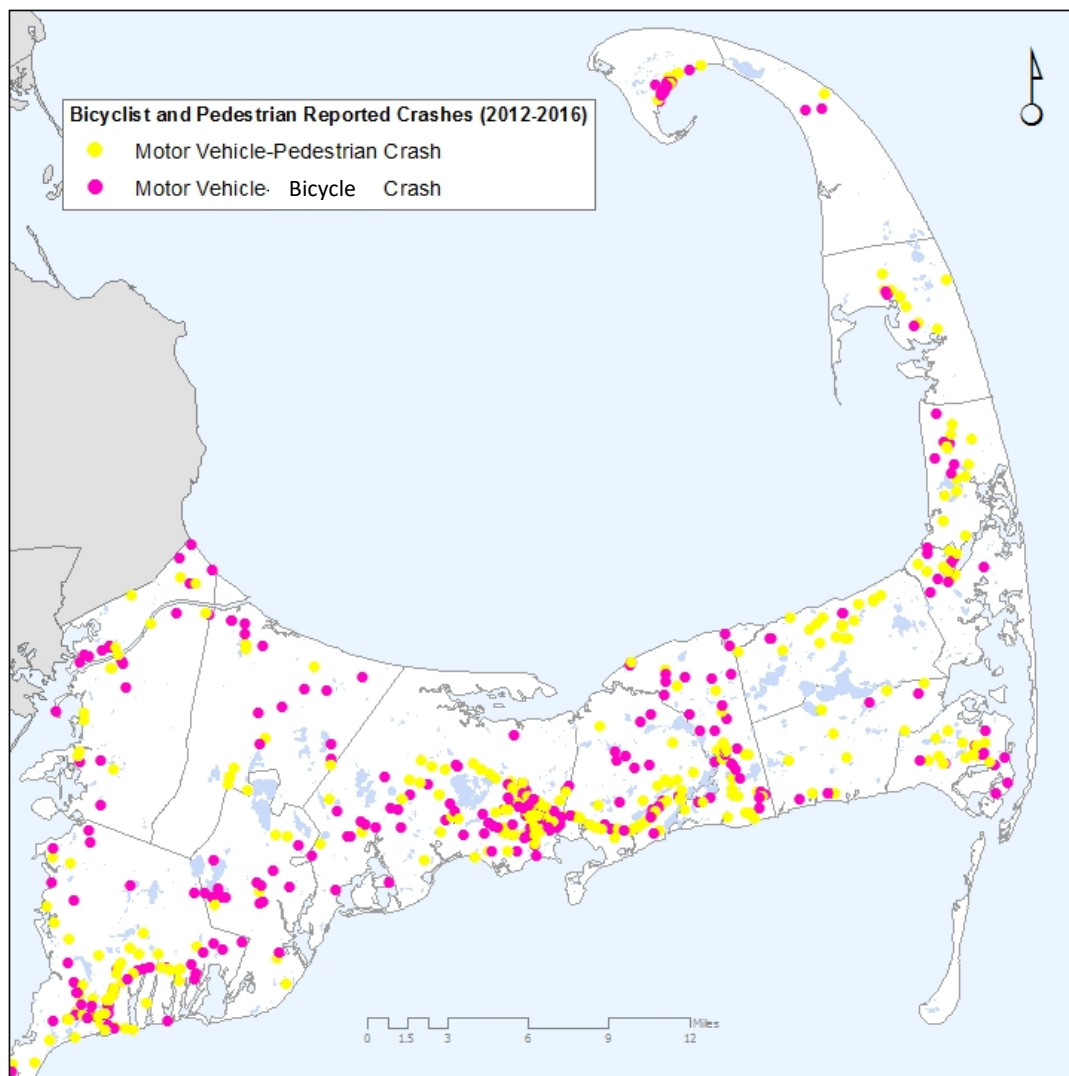 Bicyclist and Pedestrian Reported Crashes (2012-2016)
Motor Vehicle-Pedestrian Crash
Motor Vehicle- Bicycle Crash
Miles
0 1.5 3 6 9 12